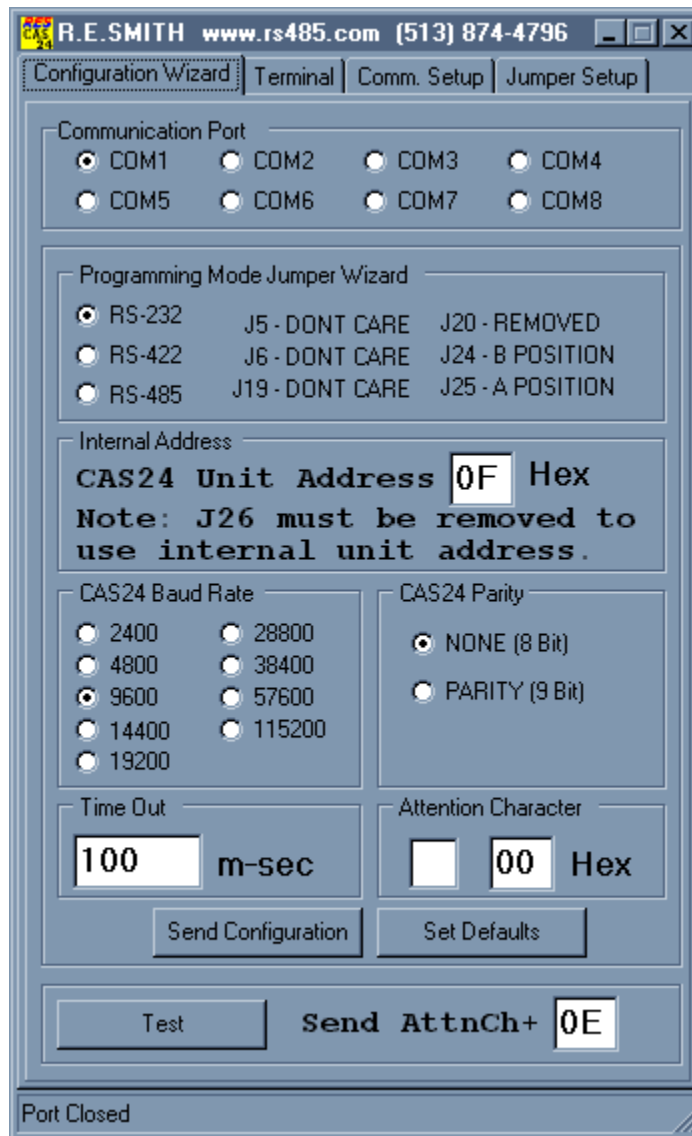 RES CAS 24
R.E.SMITH www.rs485.com (513) 874-4796
Configuration Wizard Terminal Comm. Setup Jumper Setup
Communication Port
COM1 COM2 COM3 COM4
COM5 COM6 COM7 COM8
Programming Mode Jumper Wizard
RS-232 J5 - DONT CARE J20 - REMOVED
RS-422 J6 - DONT CARE J24 - B POSITION
RS-485 J19 - DONT CARE J25 - A POSITION
Internal Address
CAS24 Unit Address 0F Hex
Note: J26 must be removed to
use internal unit address.
CAS24 Baud Rate CAS24 Parity
2400 28800 NONE (8 Bit)
4800 38400
9600 57600 PARITY (9 Bit)
14400 115200
19200
Time Out Attention Character
100 m-sec 00 Hex
Send Configuration Set Defaults
Test Send AttnCh+ 0E
Port Closed